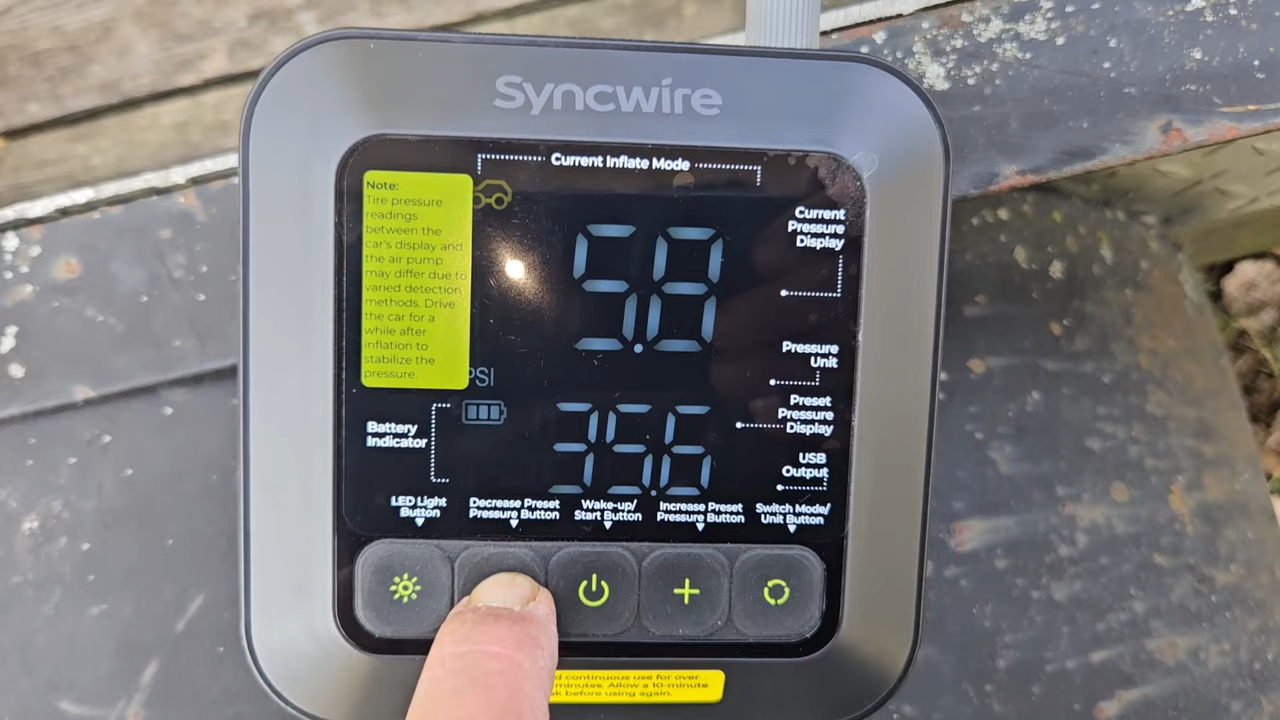 Syncwire
Current Inflate Mode
Note:
Tire pressure
readings
between the
car's display and
the air pump
may differ due to
varied detection
methods. Drive
the car for a
while after
inflation to
stabilize the
pressure.
Current
Pressure
Display
5.8
Pressure
Unit
PSI
Preset
Pressure
Display
35.6
Battery
Indicator
USB
Output
LED Light
Button
Decrease Preset
Pressure Button
Wake-up/
Start Button
Increase Preset
Pressure Button
Switch Mode/
Unit Button
continuous use for over
minutes. Allow a 10-minute
before using again.